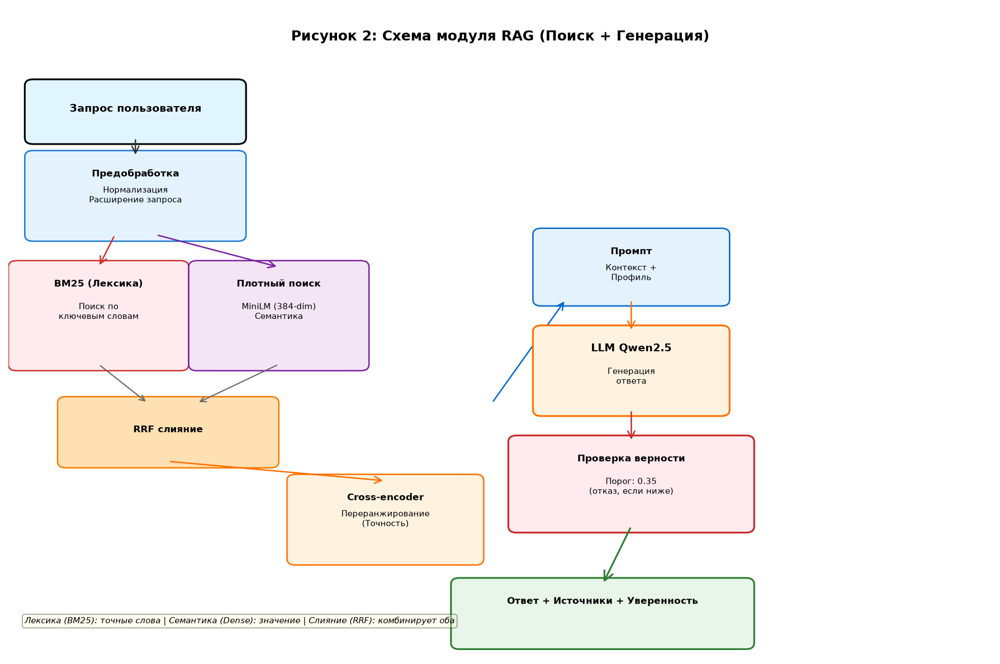 Рисунок 2: Схема модуля RAG (Поиск + Генерация)
Запрос пользователя
Предобработка
Нормализация
Расширение запроса
BM25 (Лексика)
Поиск по
ключевым словам
Плотный поиск
MiniLM (384-dim)
Семантика
RRF слияние
Cross-encoder
Переранжирование
(Точность)
Промпт
Контекст +
Профиль
LLM Qwen2.5
Генерация
ответа
Проверка верности
Порог: 0.35
(отказ, если ниже)
Ответ + Источники + Уверенность
Лексика (BM25): точные слова | Семантика (Dense): значение | Слияние (RRF): комбинирует оба